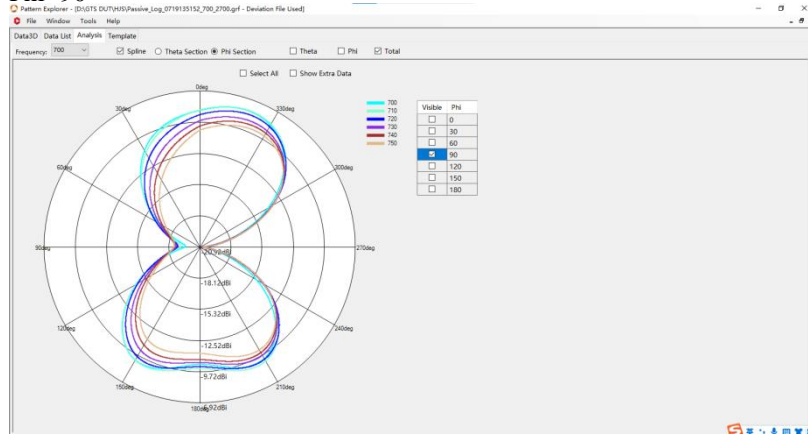 Pattern Explorer - [D:\GTS DUT\HJS\Passive_Log_0719135152_700_2700.grf - Deviation File Used]
File Window Tools Help
Data3D Data List Analysis Template
Frequency: 700 Spline Theta Section Phi Section Theta Phi Total
Select All Show Extra Data
0deg
30deg
330deg
60deg
300deg
90deg
270deg
120deg
240deg
150deg
210deg
180deg
-20.92dBi
-18.12dBi
-15.32dBi
-12.52dBi
-9.72dBi
-6.92dBi
700
710
720
730
740
750
Visible Phi
0
30
60
90
120
150
180